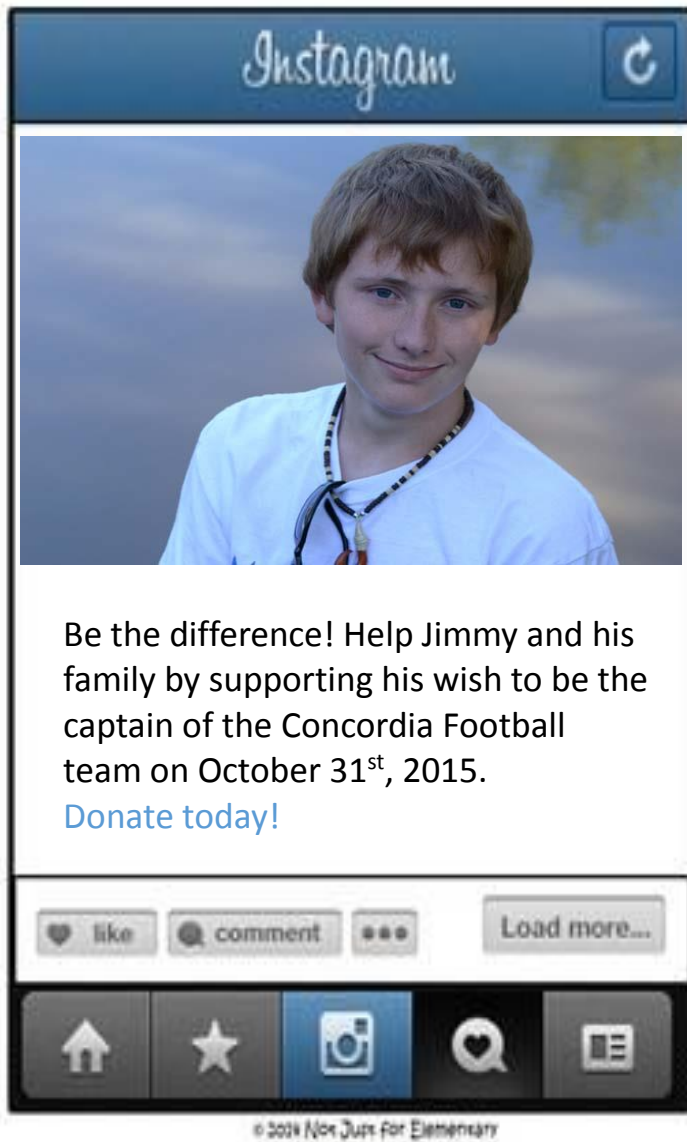 Instagram
Be the difference! Help Jimmy and his
family by supporting his wish to be the
captain of the Concordia Football
team on October 31st, 2015.
Donate today!
like comment Load more...
© 2014 Not Just for Elementary